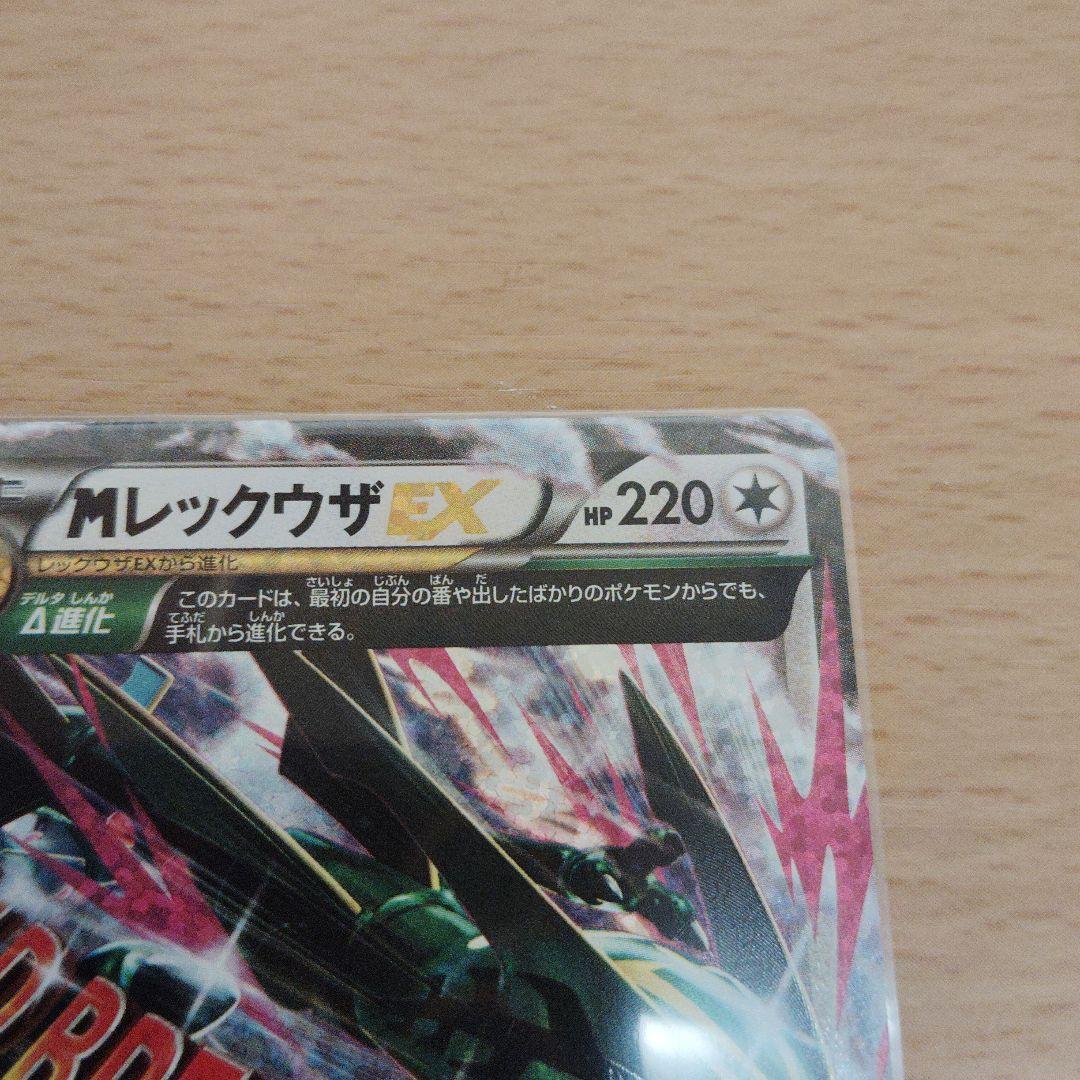 MレックウザEX
HP 220
レックウザEXから進化
デルタ しんか
Δ進化
さいしょ じぶん ばん だ
このカードは、最初の自分の番や出したばかりのポケモンからでも、
てふだ しんか
手札から進化できる。